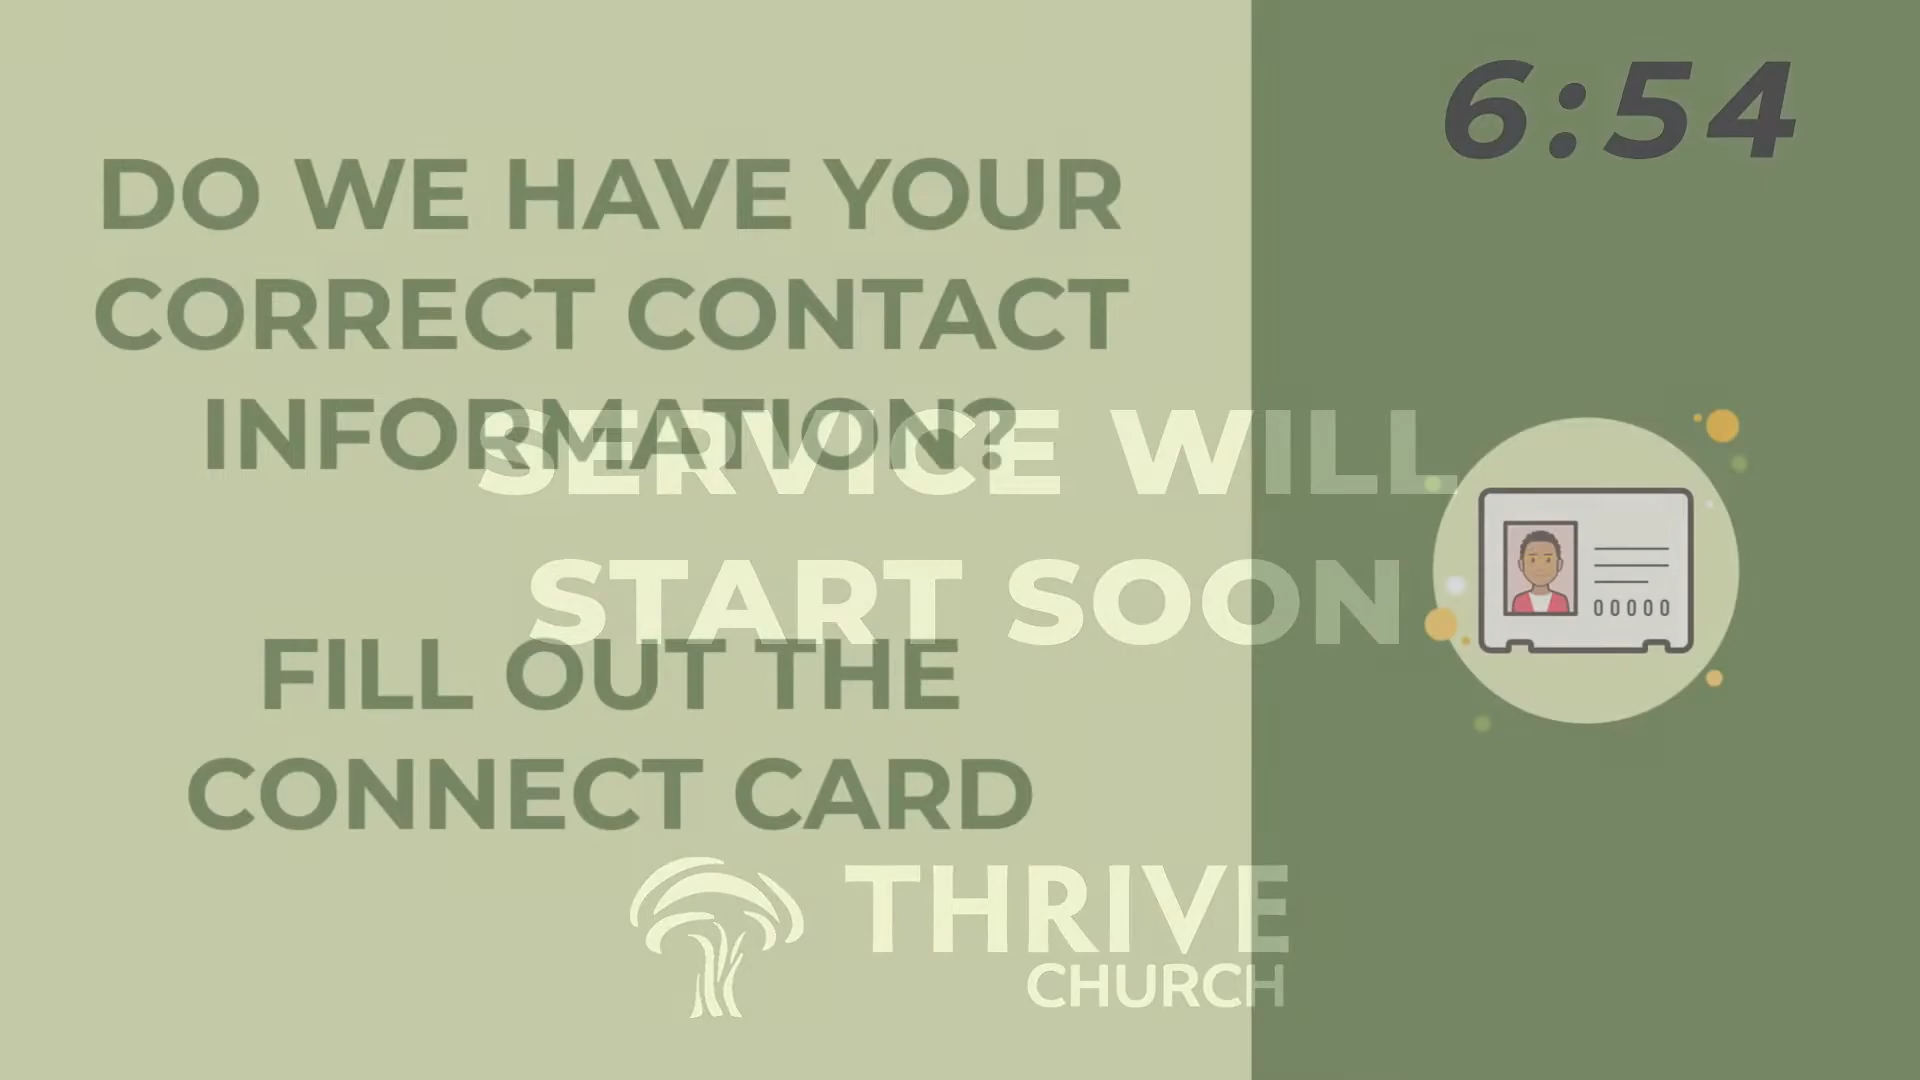 6:54
DO WE HAVE YOUR
CORRECT CONTACT
INFORMATION?
FILL OUT THE
CONNECT CARD
SERVICE WILL
START SOON
THRIVE
CHURCH
00000